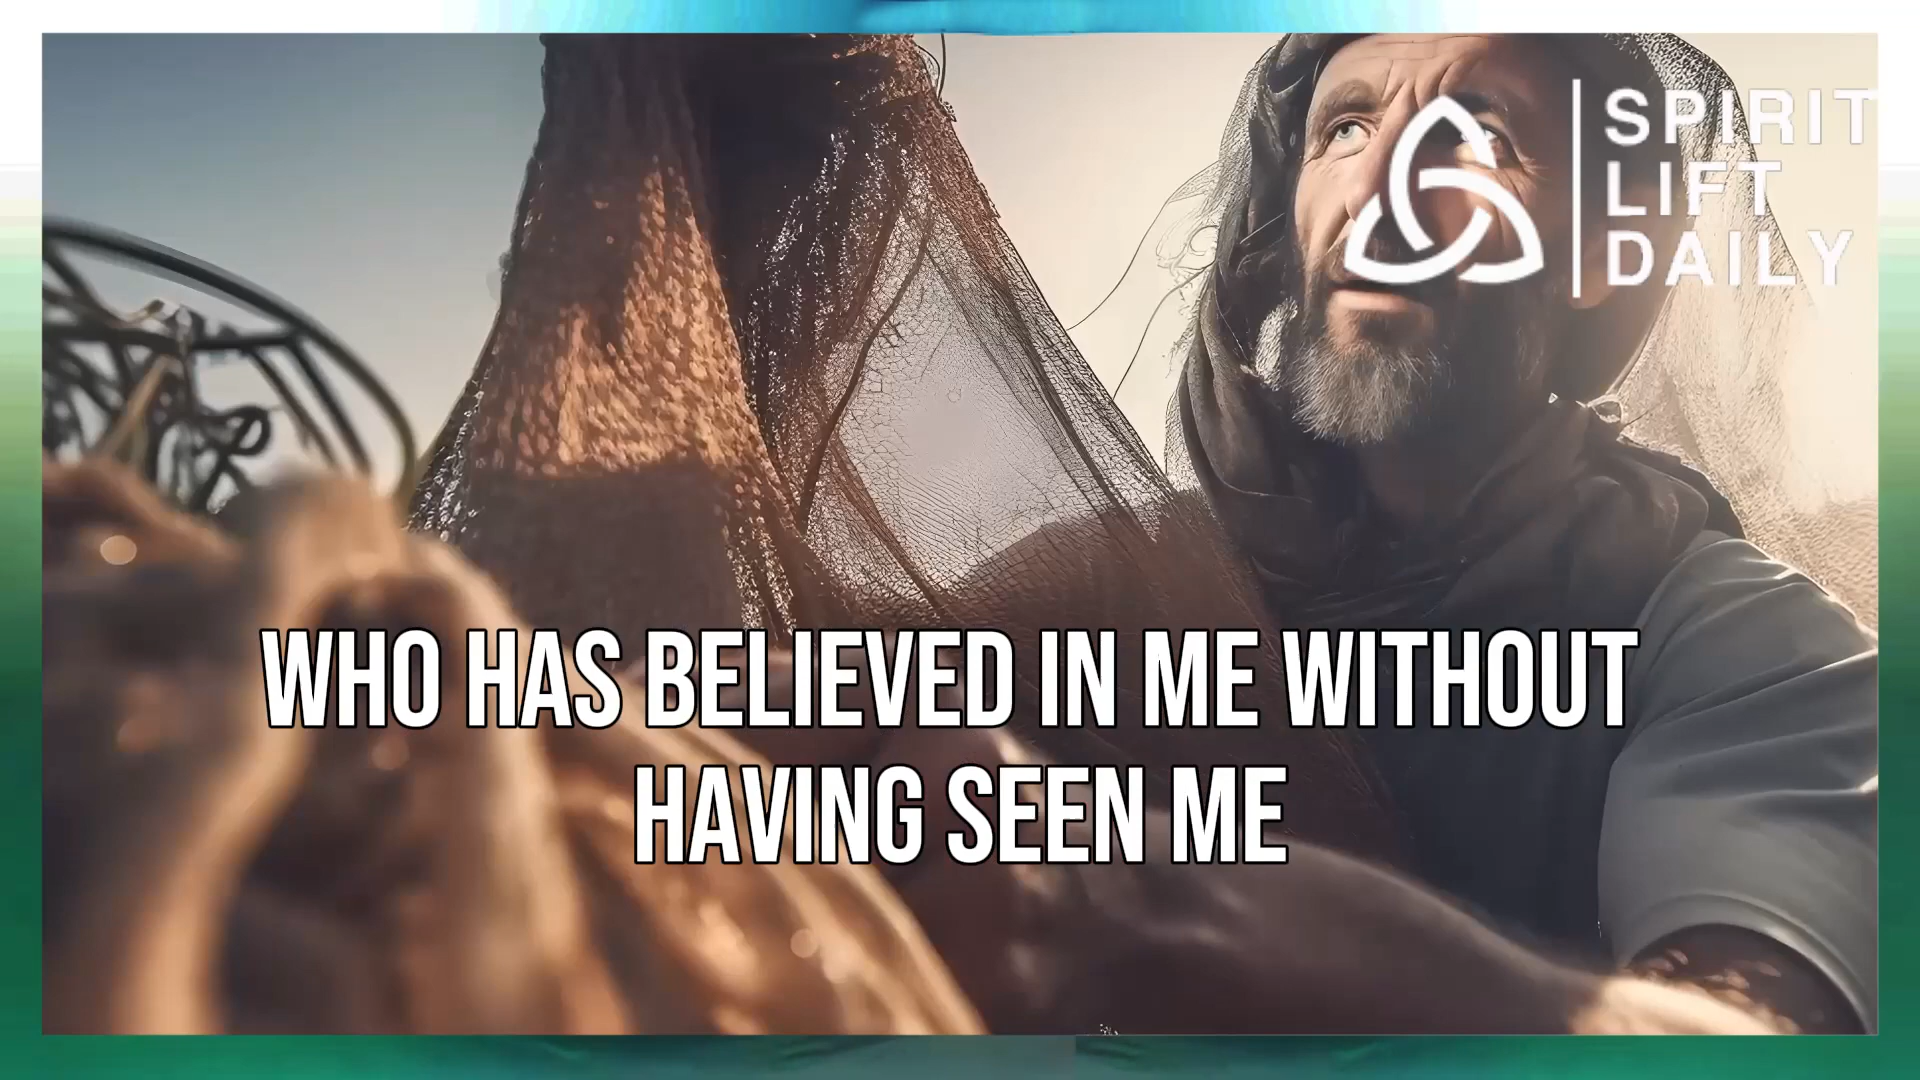 SPIRIT
LIFT
DAILY
WHO HAS BELIEVED IN ME WITHOUT
HAVING SEEN ME